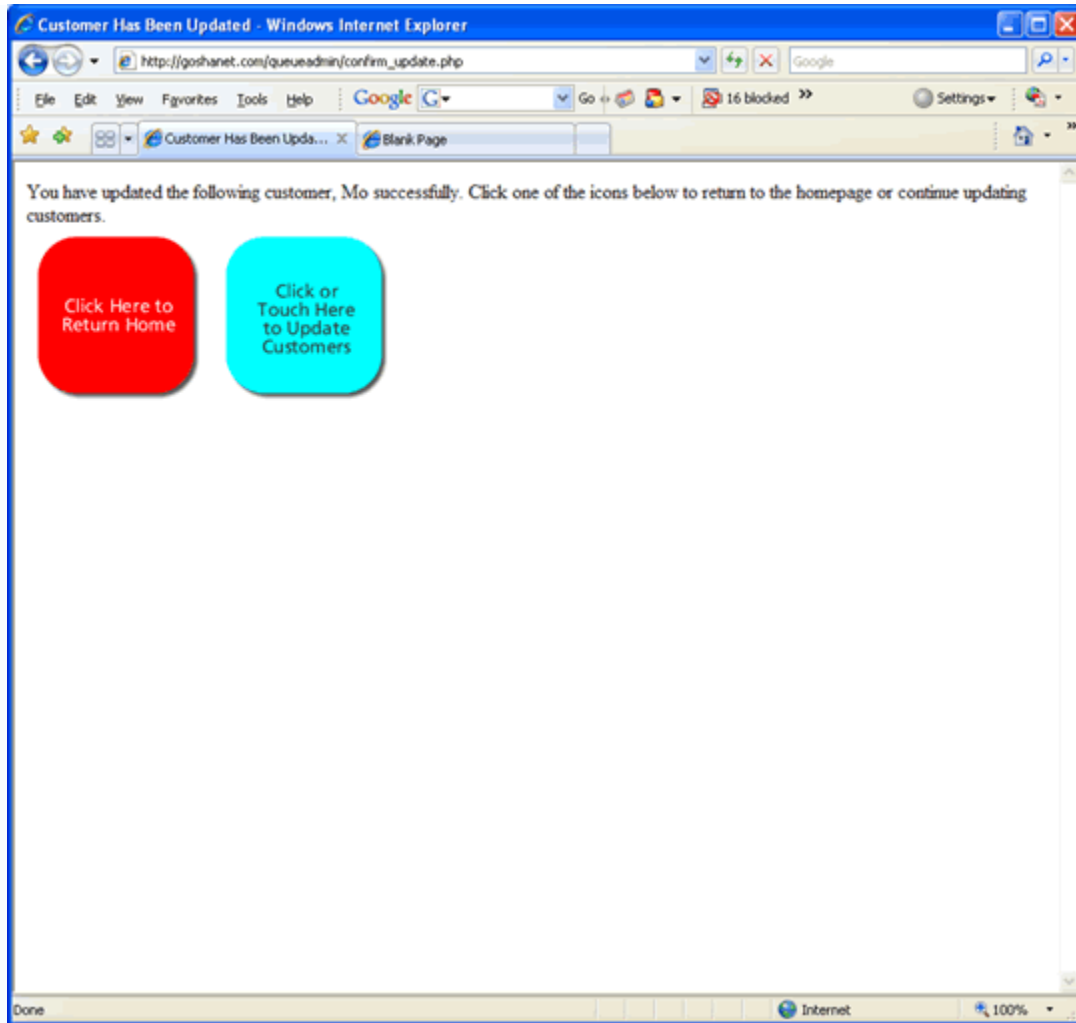 Customer Has Been Updated - Windows Internet Explorer
http://goshanet.com/queueadmin/confirm_update.php Google
File Edit View Favorites Tools Help Google G Go 16 blocked » Settings
Customer Has Been Upda... Blank Page »
You have updated the following customer, Mo successfully. Click one of the icons below to return to the homepage or continue updating
customers.
Click Here to
Return Home
Click or
Touch Here
to Update
Customers
Done Internet 100%